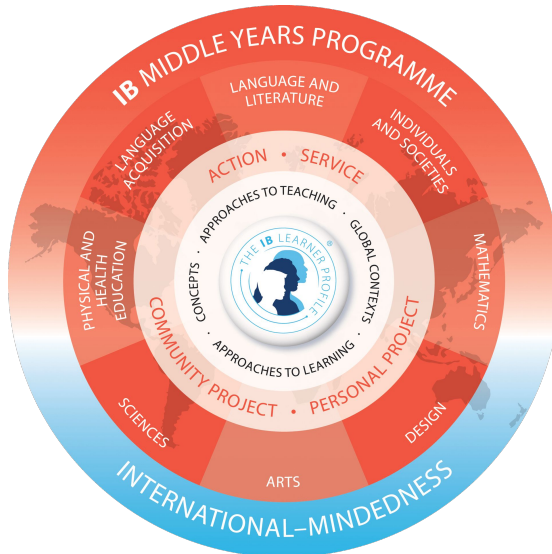 IB MIDDLE YEARS PROGRAMME
LANGUAGE AND
LITERATURE
INDIVIDUALS
AND SOCIETIES
MATHEMATICS
DESIGN
ARTS
SCIENCES
PHYSICAL AND
HEALTH
EDUCATION
LANGUAGE
ACQUISITION
ACTION • SERVICE
PERSONAL PROJECT •
COMMUNITY PROJECT
APPROACHES TO TEACHING ·
GLOBAL CONTEXTS ·
APPROACHES TO LEARNING ·
CONCEPTS ·
THE IB LEARNER PROFILE ®
INTERNATIONAL–MINDEDNESS